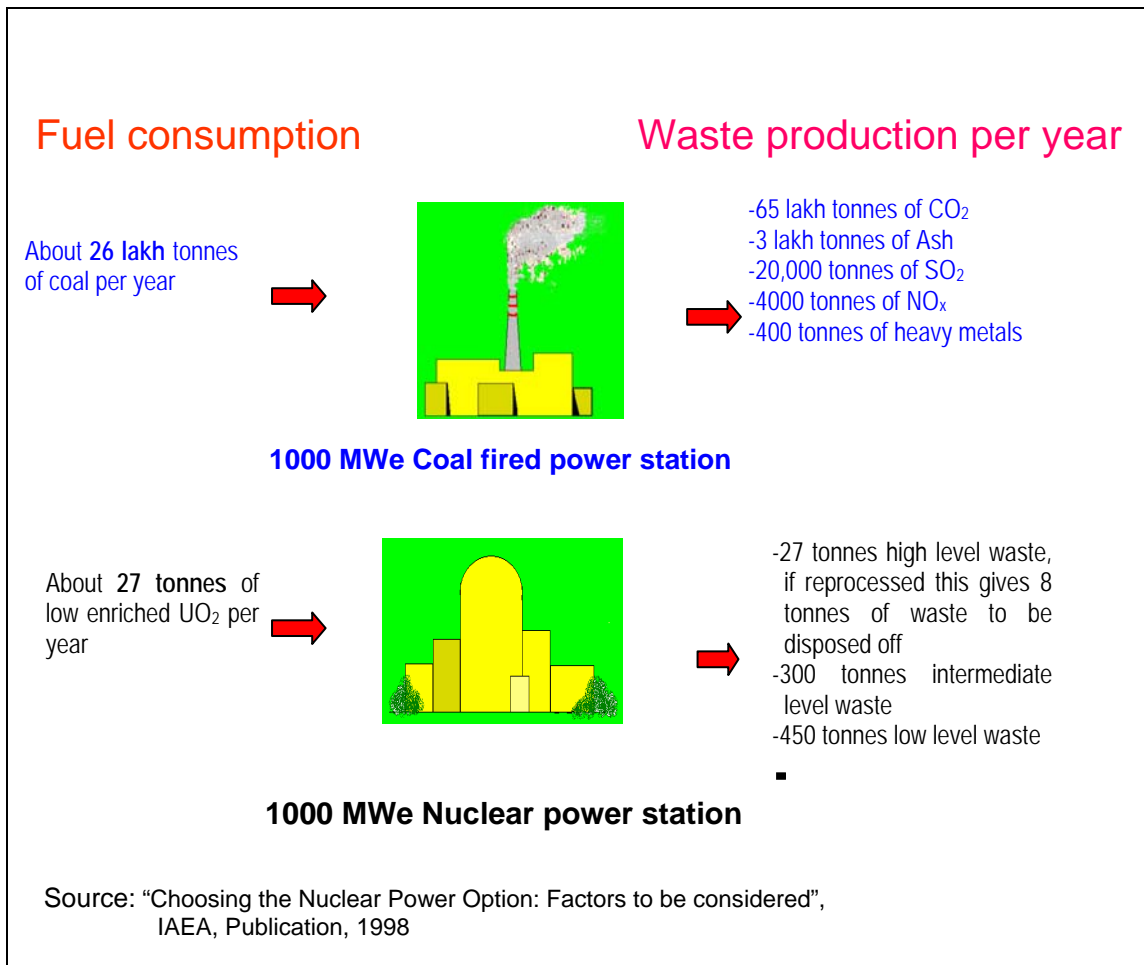 Fuel consumption
Waste production per year
About 26 lakh tonnes
of coal per year
-65 lakh tonnes of CO₂
-3 lakh tonnes of Ash
-20,000 tonnes of SO₂
-4000 tonnes of NOₓ
-400 tonnes of heavy metals
1000 MWe Coal fired power station
About 27 tonnes of
low enriched UO₂ per
year
-27 tonnes high level waste,
if reprocessed this gives 8
tonnes of waste to be
disposed off
-300 tonnes intermediate
level waste
-450 tonnes low level waste
1000 MWe Nuclear power station
Source: “Choosing the Nuclear Power Option: Factors to be considered”,
IAEA, Publication, 1998